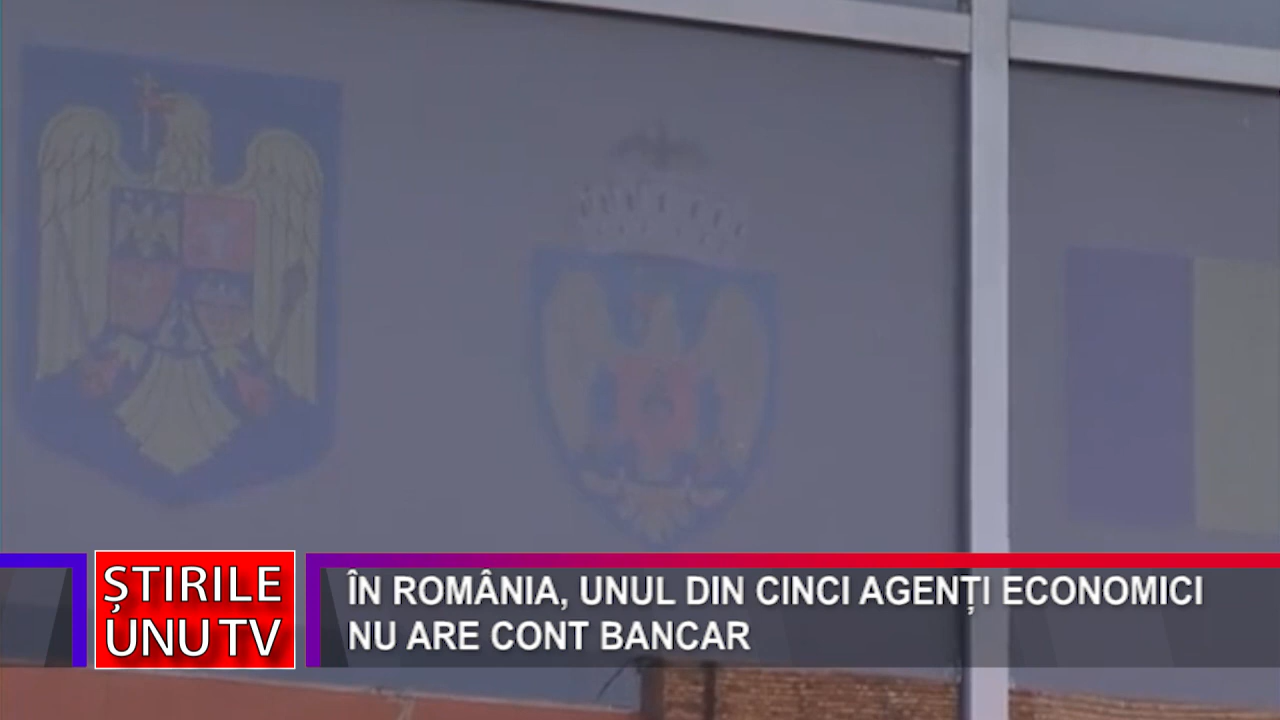 ȘTIRILE
UNU TV
ÎN ROMÂNIA, UNUL DIN CINCI AGENȚI ECONOMICI
NU ARE CONT BANCAR